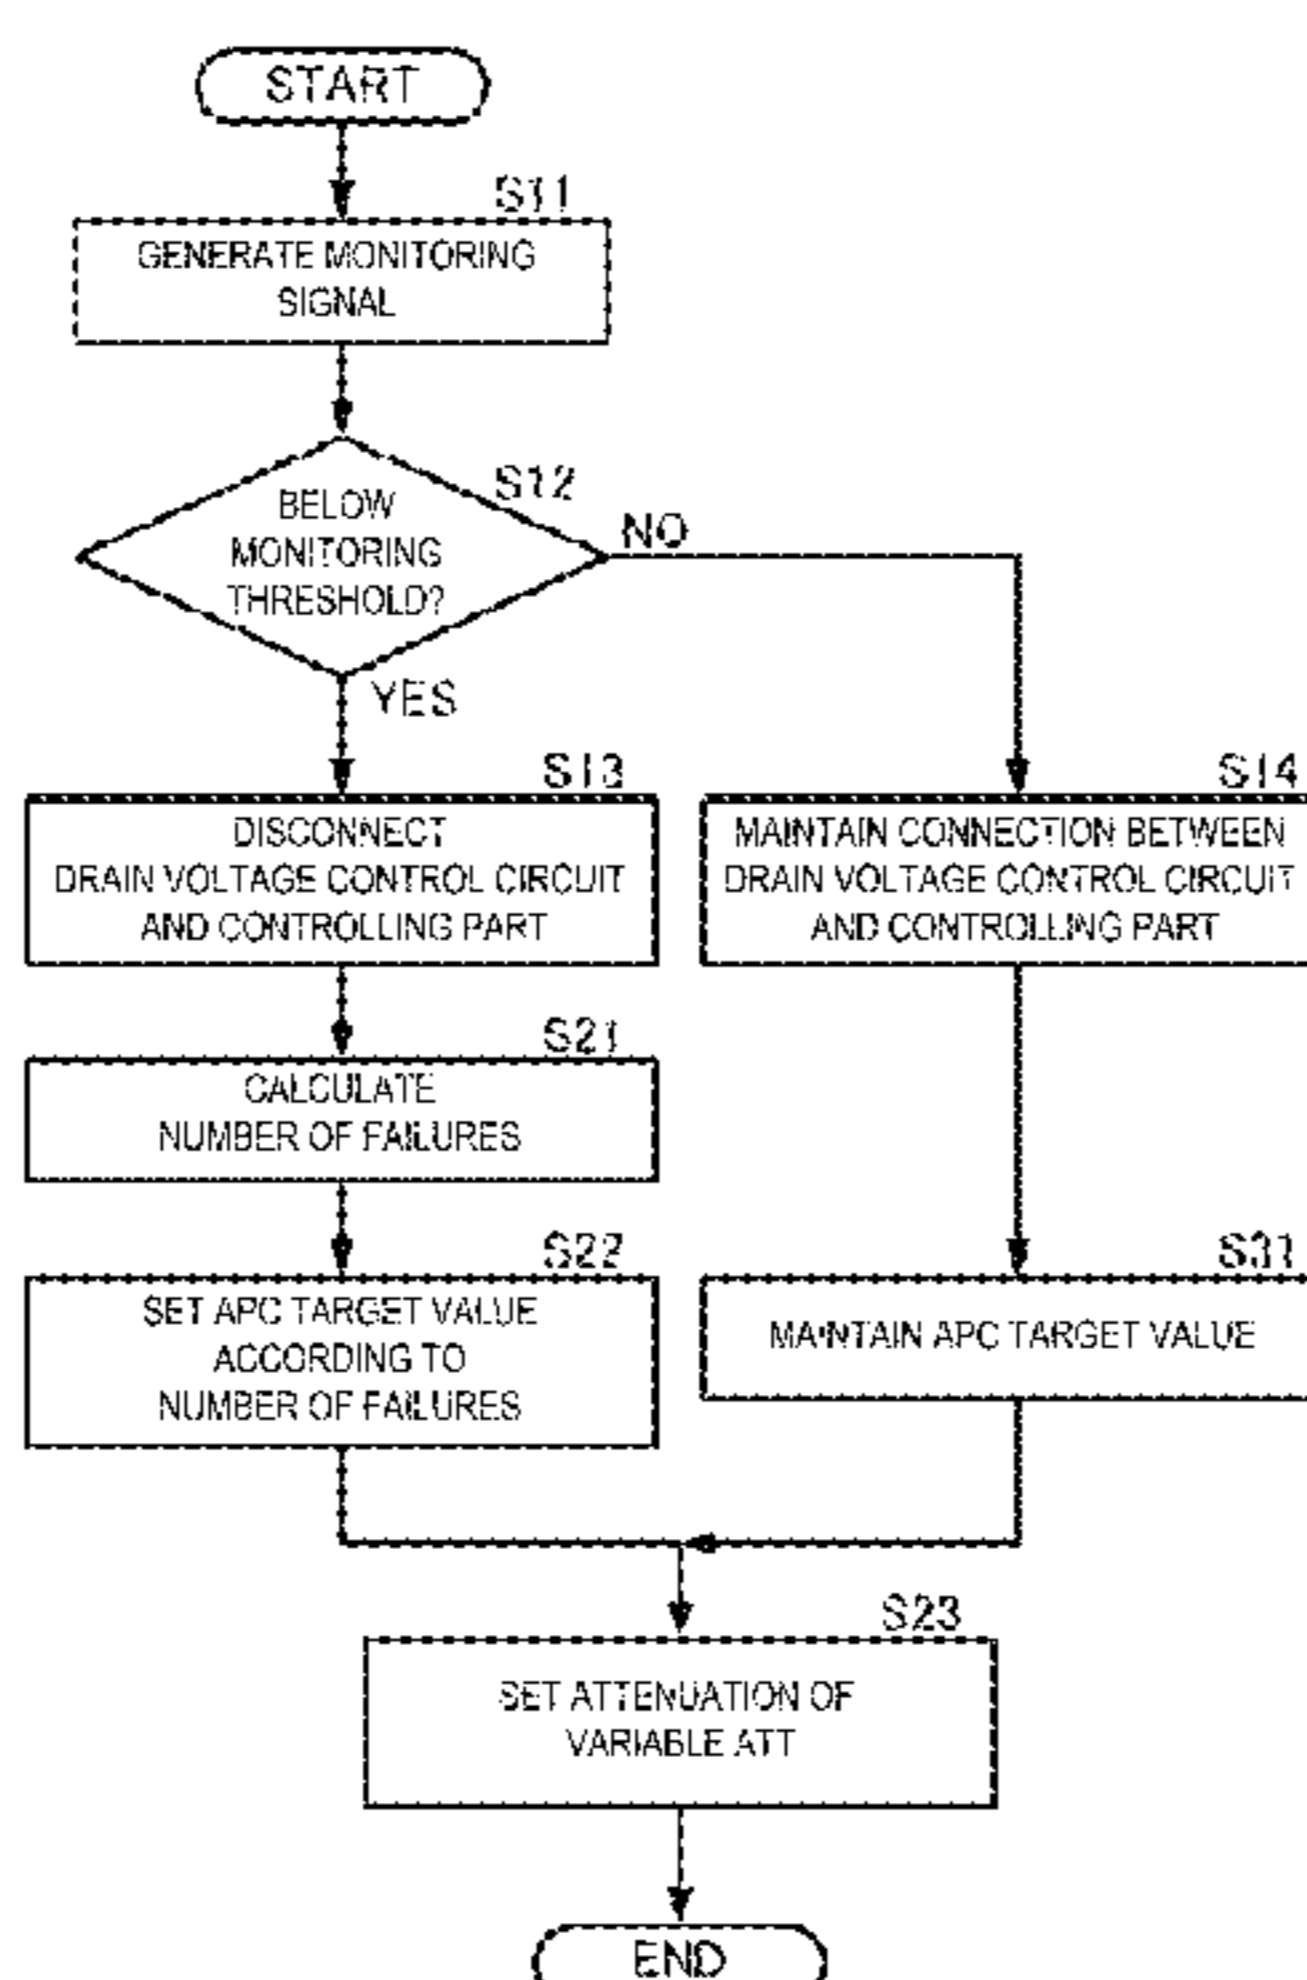 START
S11
GENERATE MONITORING
SIGNAL
S12
BELOW
MONITORING
THRESHOLD?
NO
YES
S13
DISCONNECT
DRAIN VOLTAGE CONTROL CIRCUIT
AND CONTROLLING PART
S14
MAINTAIN CONNECTION BETWEEN
DRAIN VOLTAGE CONTROL CIRCUIT
AND CONTROLLING PART
S21
CALCULATE
NUMBER OF FAILURES
S22
SET APC TARGET VALUE
ACCORDING TO
NUMBER OF FAILURES
S31
MAINTAIN APC TARGET VALUE
S23
SET ATTENUATION OF
VARIABLE ATT
END